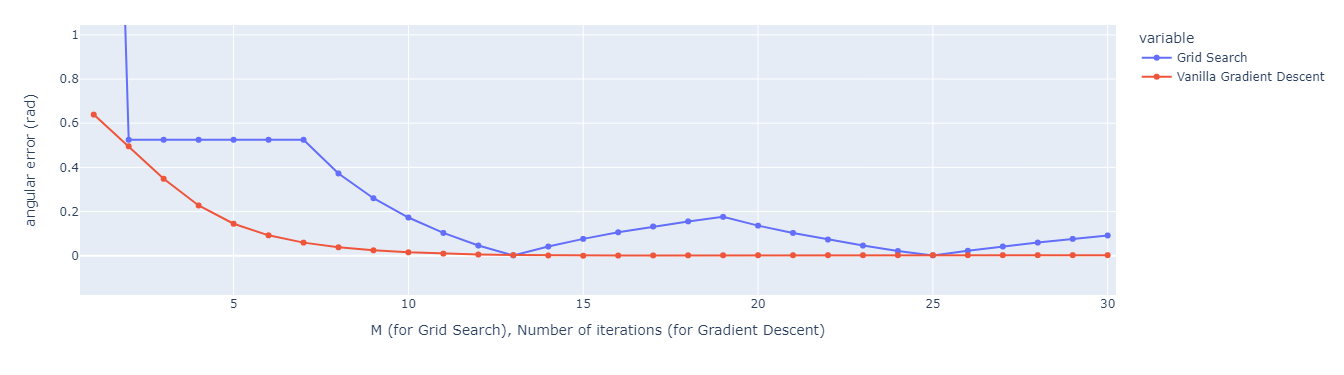 variable
Grid Search
Vanilla Gradient Descent
angular error (rad)
1
0.8
0.6
0.4
0.2
0
5
10
15
20
25
30
M (for Grid Search), Number of iterations (for Gradient Descent)